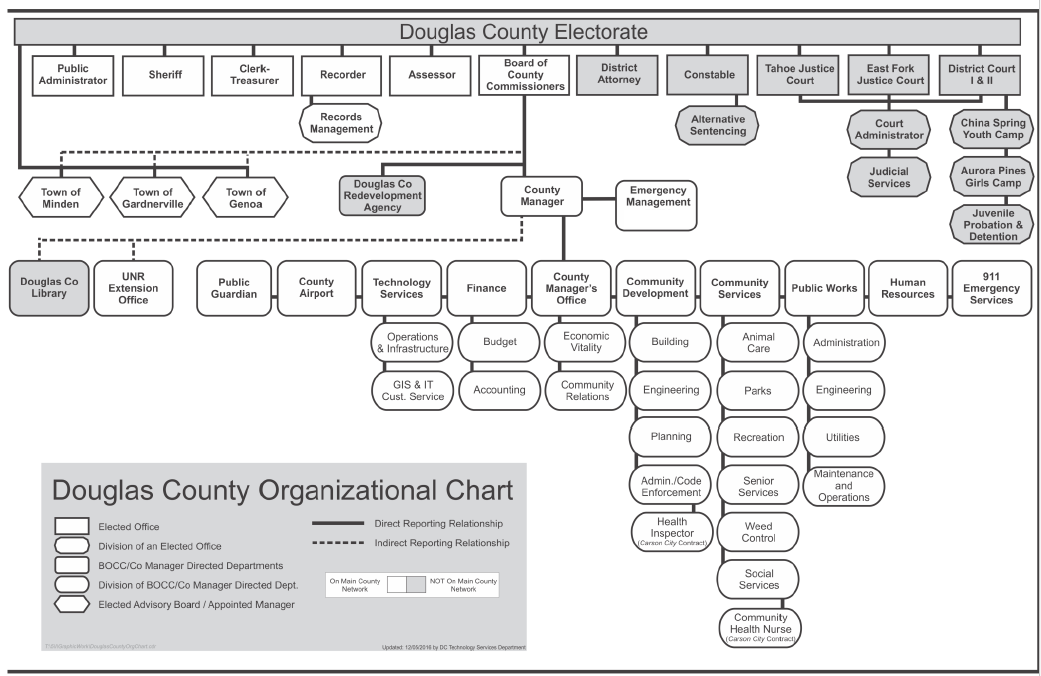 Douglas County Electorate
Public
Administrator
Sheriff
Clerk-
Treasurer
Recorder
Assessor
Board of
County
Commissioners
District
Attorney
Constable
Tahoe Justice
Court
East Fork
Justice Court
District Court
I & II
Records
Management
Alternative
Sentencing
Court
Administrator
China Spring
Youth Camp
Judicial
Services
Aurora Pines
Girls Camp
Juvenile
Probation &
Detention
Town of
Minden
Town of
Gardnerville
Town of
Genoa
Douglas Co
Redevelopment
Agency
County
Manager
Emergency
Management
Douglas Co
Library
UNR
Extension
Office
Public
Guardian
County
Airport
Technology
Services
Finance
County
Manager's
Office
Community
Development
Community
Services
Public Works
Human
Resources
911
Emergency
Services
Operations
& Infrastructure
GIS & IT
Cust. Service
Budget
Accounting
Economic
Vitality
Community
Relations
Building
Engineering
Planning
Admin./Code
Enforcement
Health
Inspector
(Carson City Contract)
Animal
Care
Parks
Recreation
Senior
Services
Weed
Control
Social
Services
Community
Health Nurse
(Carson City Contract)
Administration
Engineering
Utilities
Maintenance
and
Operations
Douglas County Organizational Chart
Elected Office
Division of an Elected Office
BOCC/Co Manager Directed Departments
Division of BOCC/Co Manager Directed Dept.
Elected Advisory Board / Appointed Manager
Direct Reporting Relationship
Indirect Reporting Relationship
On Main County
Network
NOT On Main County
Network
Updated: 12/05/2016 by DC Technology Services Department